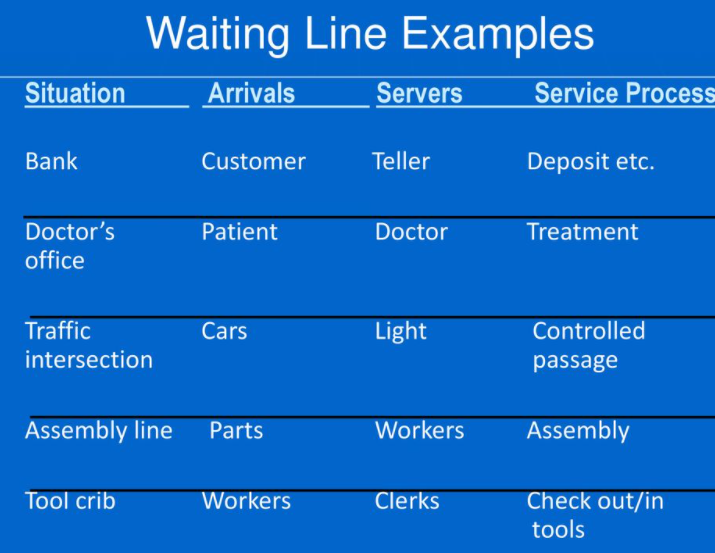 Waiting Line Examples
Situation Arrivals Servers Service Process
Bank Customer Teller Deposit etc.
Doctor’s Patient Doctor Treatment
office
Traffic Cars Light Controlled
intersection passage
Assembly line Parts Workers Assembly
Tool crib Workers Clerks Check out/in
tools